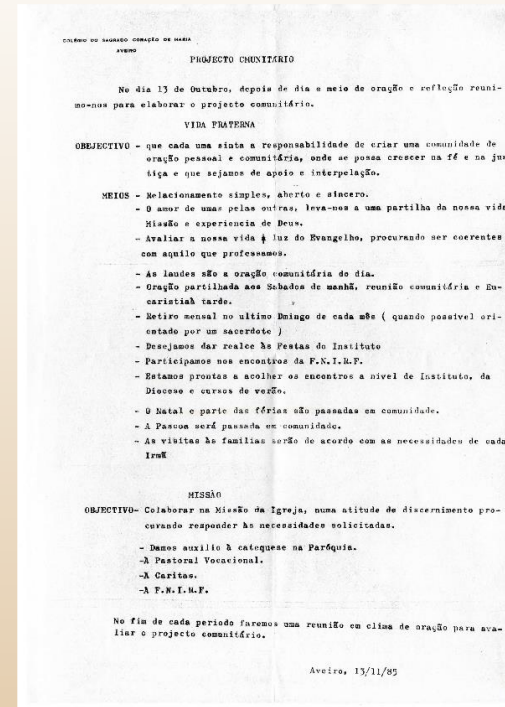 COLÉGIO DO SAGRADO CORAÇÃO DE MARIA
AVEIRO
PROJECTO CMUNITÁRIO
No dia 13 de Outubro, depois de dia e meio de oração e reflção reuni-
mo-nos para elaborar o projecto comunitário.
VIDA FRATERNA
OBEJECTIVO - que cada uma sinta a responsabilidade de criar uma comunidade de
oração pessoal e comunitária, onde se possa crescer na fé e na jus
tiça e que sejamos de apoio e interpelação.
MEIOS - Relacionamento simples, aberto e sincero.
- O amor de umas pelas outras, leva-nos a uma partilha da nossa vida
Missão e experiencia de Deus.
- Avaliar a nossa vida à luz do Evangelho, procurando ser coerentes
com aquilo que professamos.
- As laudes são a oração comunitária do dia.
- Oração partilhada aos Sabados de manhã, reunião comunitária e Eu-
caristiaà tarde.
- Retiro mensal no ultimo Dmingo de cada mês ( quando possivel ori-
entado por um sacerdote )
- Desejamos dar realce às Festas do Instituto
- Participamos nos encontros da F.N.I.R.F.
- Estamos prontas a acolher os encontros a nivel de Instituto, da
Diocese e cursos de verão.
- O Natal e parte das férias são passadas em comunidade.
- A Pascoa será passada em comunidade.
- As visitas às familias serão de acordo com as necessidades de cada
Irmã
MISSÃO
OBJECTIVO- Colaborar na Missão da Igreja, numa atitude de discernimento pro-
curando responder às necessidades solicitadas.
- Damos auxilio à catequese na Paróquia.
-À Pastoral Vocacional.
-À Caritas.
-À F.N.I.R.F.
No fim de cada periodo faremos uma reunião em clima de oração para ava-
liar o projecto comunitário.
Aveiro, 13/11/85